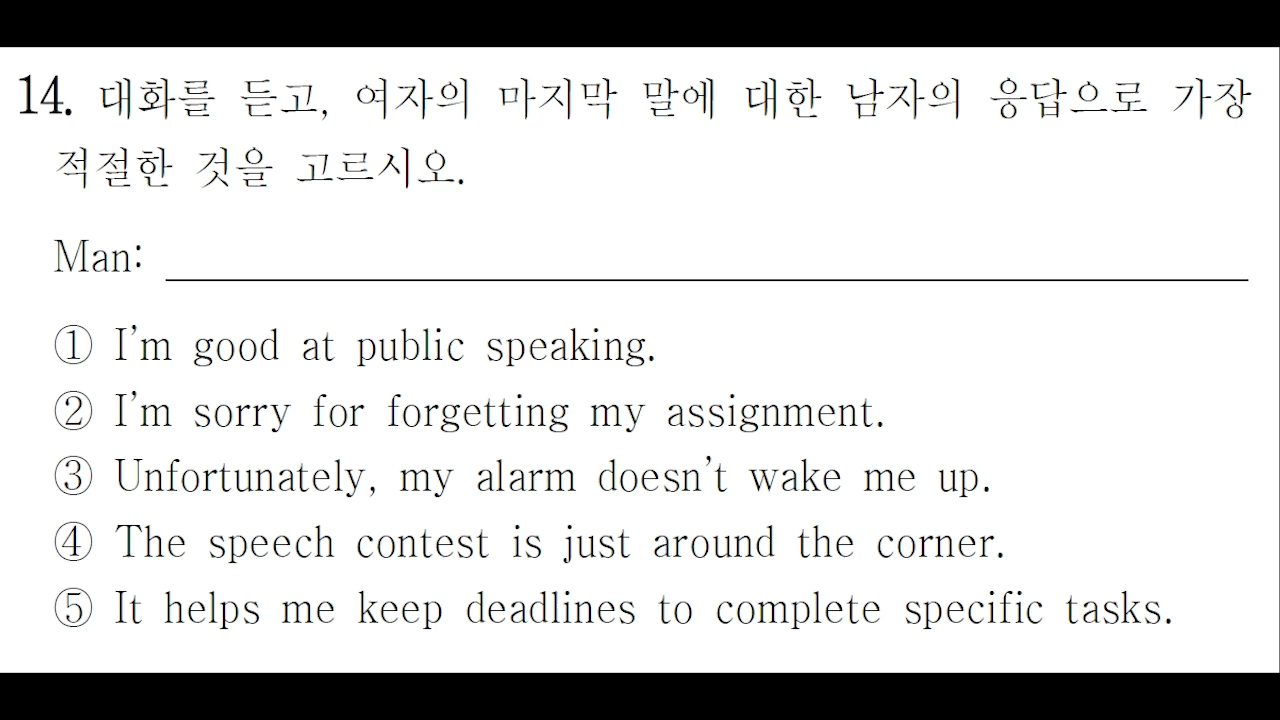 14. 대화를 듣고, 여자의 마지막 말에 대한 남자의 응답으로 가장
적절한 것을 고르시오.
Man:
① I'm good at public speaking.
② I'm sorry for forgetting my assignment.
③ Unfortunately, my alarm doesn't wake me up.
④ The speech contest is just around the corner.
⑤ It helps me keep deadlines to complete specific tasks.